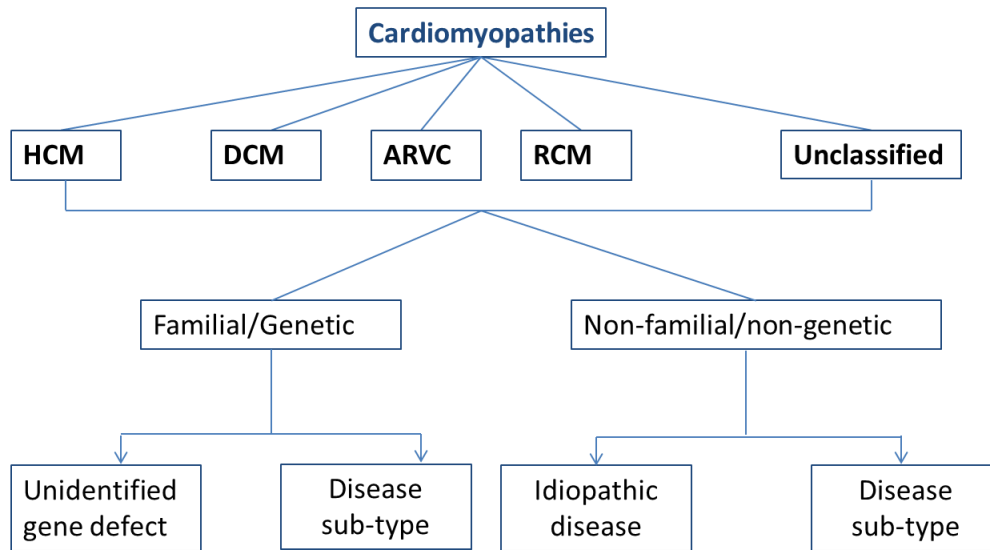 Cardiomyopathies
HCM
DCM
ARVC
RCM
Unclassified
Familial/Genetic
Non-familial/non-genetic
Unidentified
gene defect
Disease
sub-type
Idiopathic
disease
Disease
sub-type